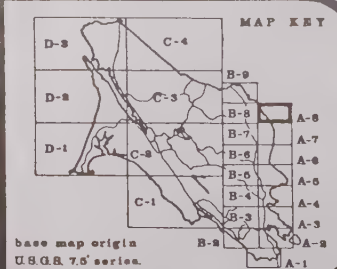 MAP KEY
D-3
C-4
B-9
D-2
C-3
B-8
A-8
B-7
A-7
D-1
C-2
B-6
A-6
B-5
A-5
B-4
A-4
C-1
B-3
A-3
B-2
A-2
A-1
base map origin
U.S.G.S. 7.5' series.